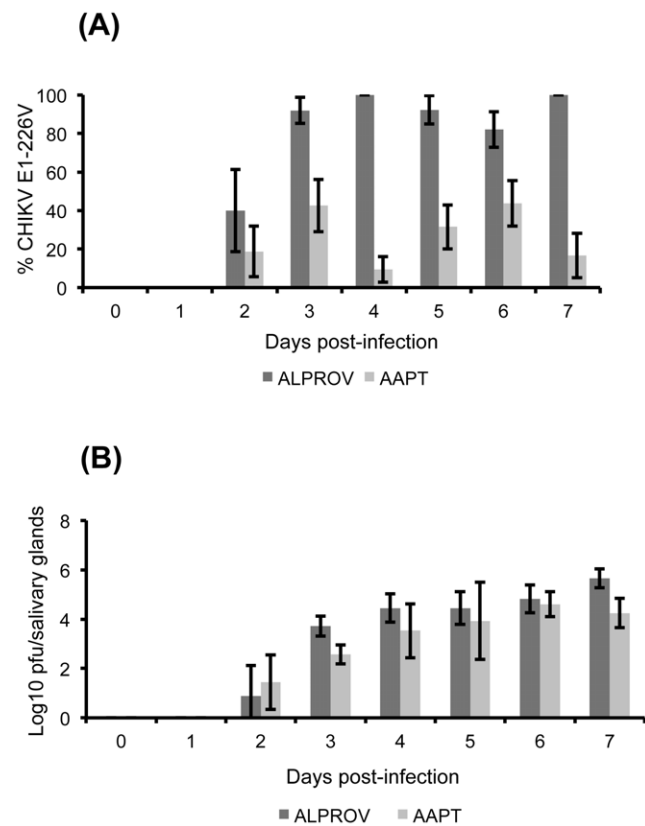 (A)
% CHIKV E1-226V
100
80
60
40
20
0
0 1 2 3 4 5 6 7
Days post-infection
ALPROV AAPT
(B)
Log10 pfu/salivary glands
8
6
4
2
0
0 1 2 3 4 5 6 7
Days post-infection
ALPROV AAPT